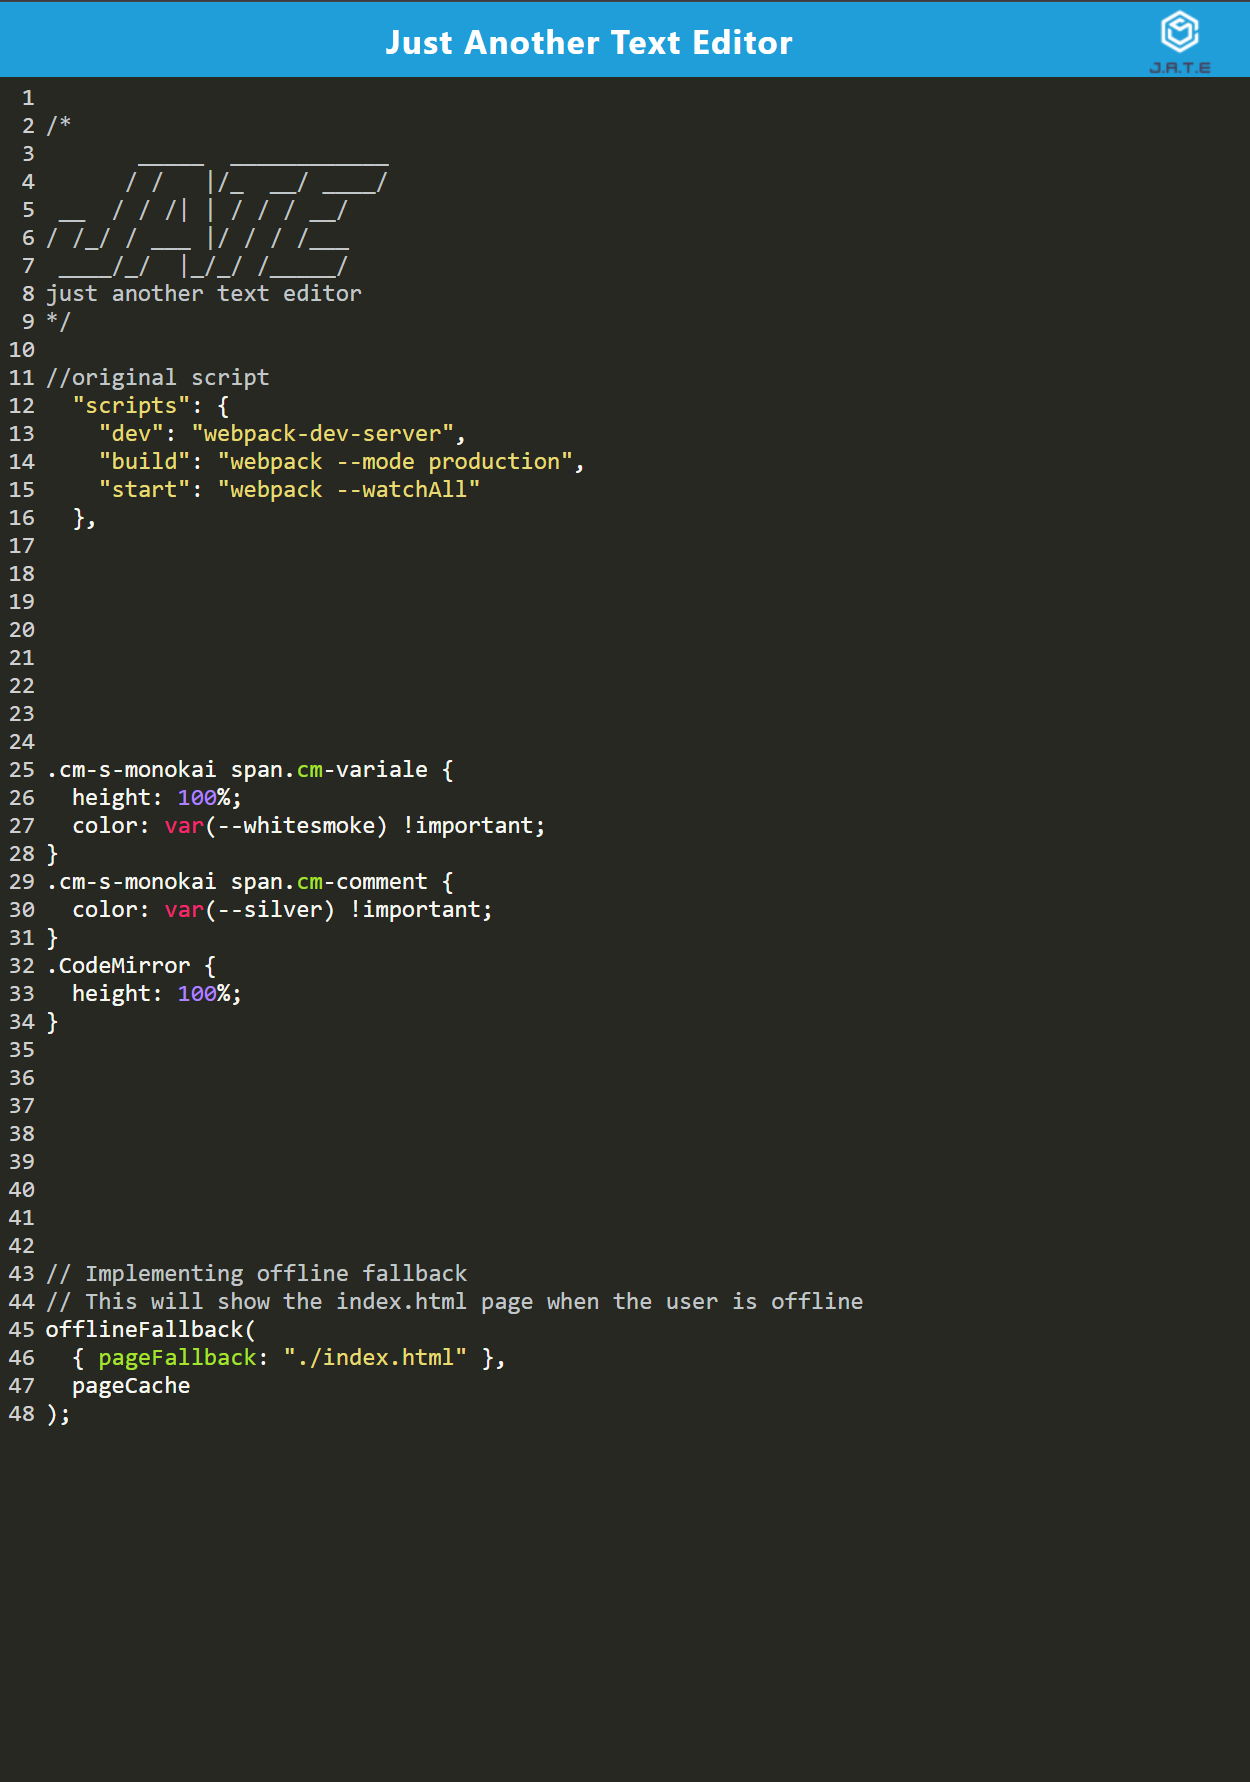 Just Another Text Editor
J.A.T.E
1
2 /*
3        _____  ____________
4       / /   |/_  __/ ____/
5  __  / / /| | / / / __/
6 / /_/ / ___ |/ / / /___
7  ____/_/  |_/_/ /_____/
8 just another text editor
9 */
10
11 //original script
12   "scripts": {
13     "dev": "webpack-dev-server",
14     "build": "webpack --mode production",
15     "start": "webpack --watchAll"
16   },
17
18
19
20
21
22
23
24
25 .cm-s-monokai span.cm-variale {
26   height: 100%;
27   color: var(--whitesmoke) !important;
28 }
29 .cm-s-monokai span.cm-comment {
30   color: var(--silver) !important;
31 }
32 .CodeMirror {
33   height: 100%;
34 }
35
36
37
38
39
40
41
42
43 // Implementing offline fallback
44 // This will show the index.html page when the user is offline
45 offlineFallback(
46   { pageFallback: "./index.html" },
47   pageCache
48 );